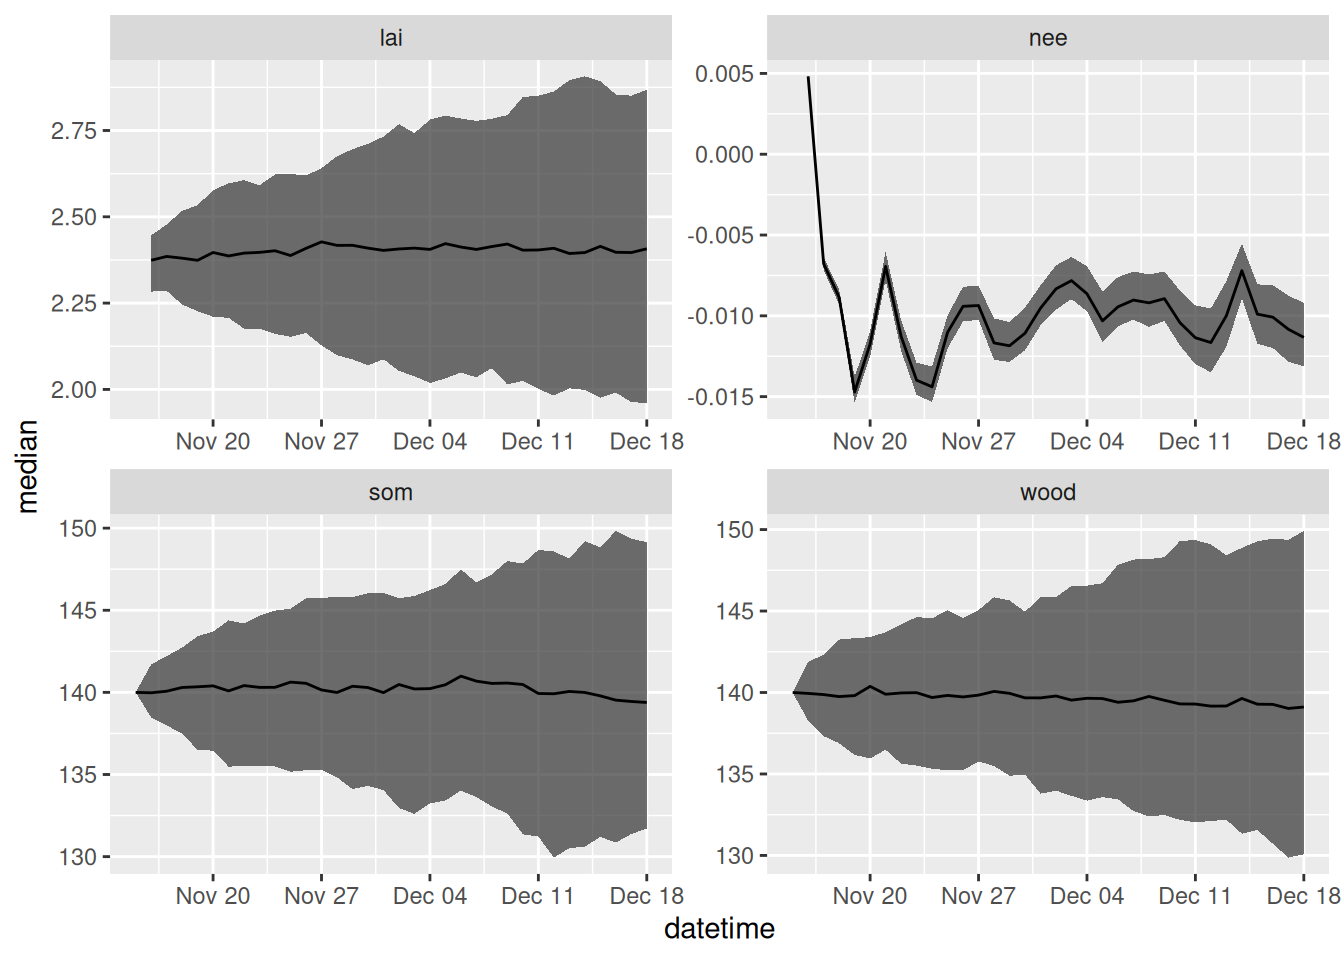 lai
nee
2.75
2.50
2.25
2.00
0.005
0.000
-0.005
-0.010
-0.015
Nov 20 Nov 27 Dec 04 Dec 11 Dec 18
Nov 20 Nov 27 Dec 04 Dec 11 Dec 18
median
som
wood
150
145
140
135
130
150
145
140
135
130
Nov 20 Nov 27 Dec 04 Dec 11 Dec 18
Nov 20 Nov 27 Dec 04 Dec 11 Dec 18
datetime